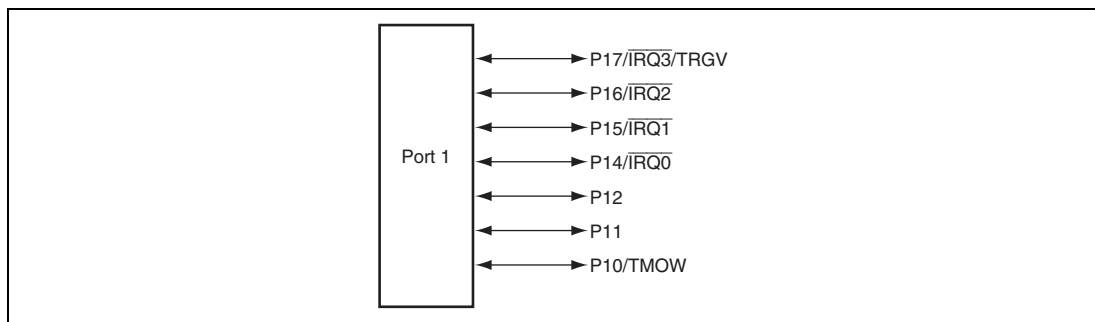 Port 1
P17/IRQ3/TRGV
P16/IRQ2
P15/IRQ1
P14/IRQ0
P12
P11
P10/TMOW